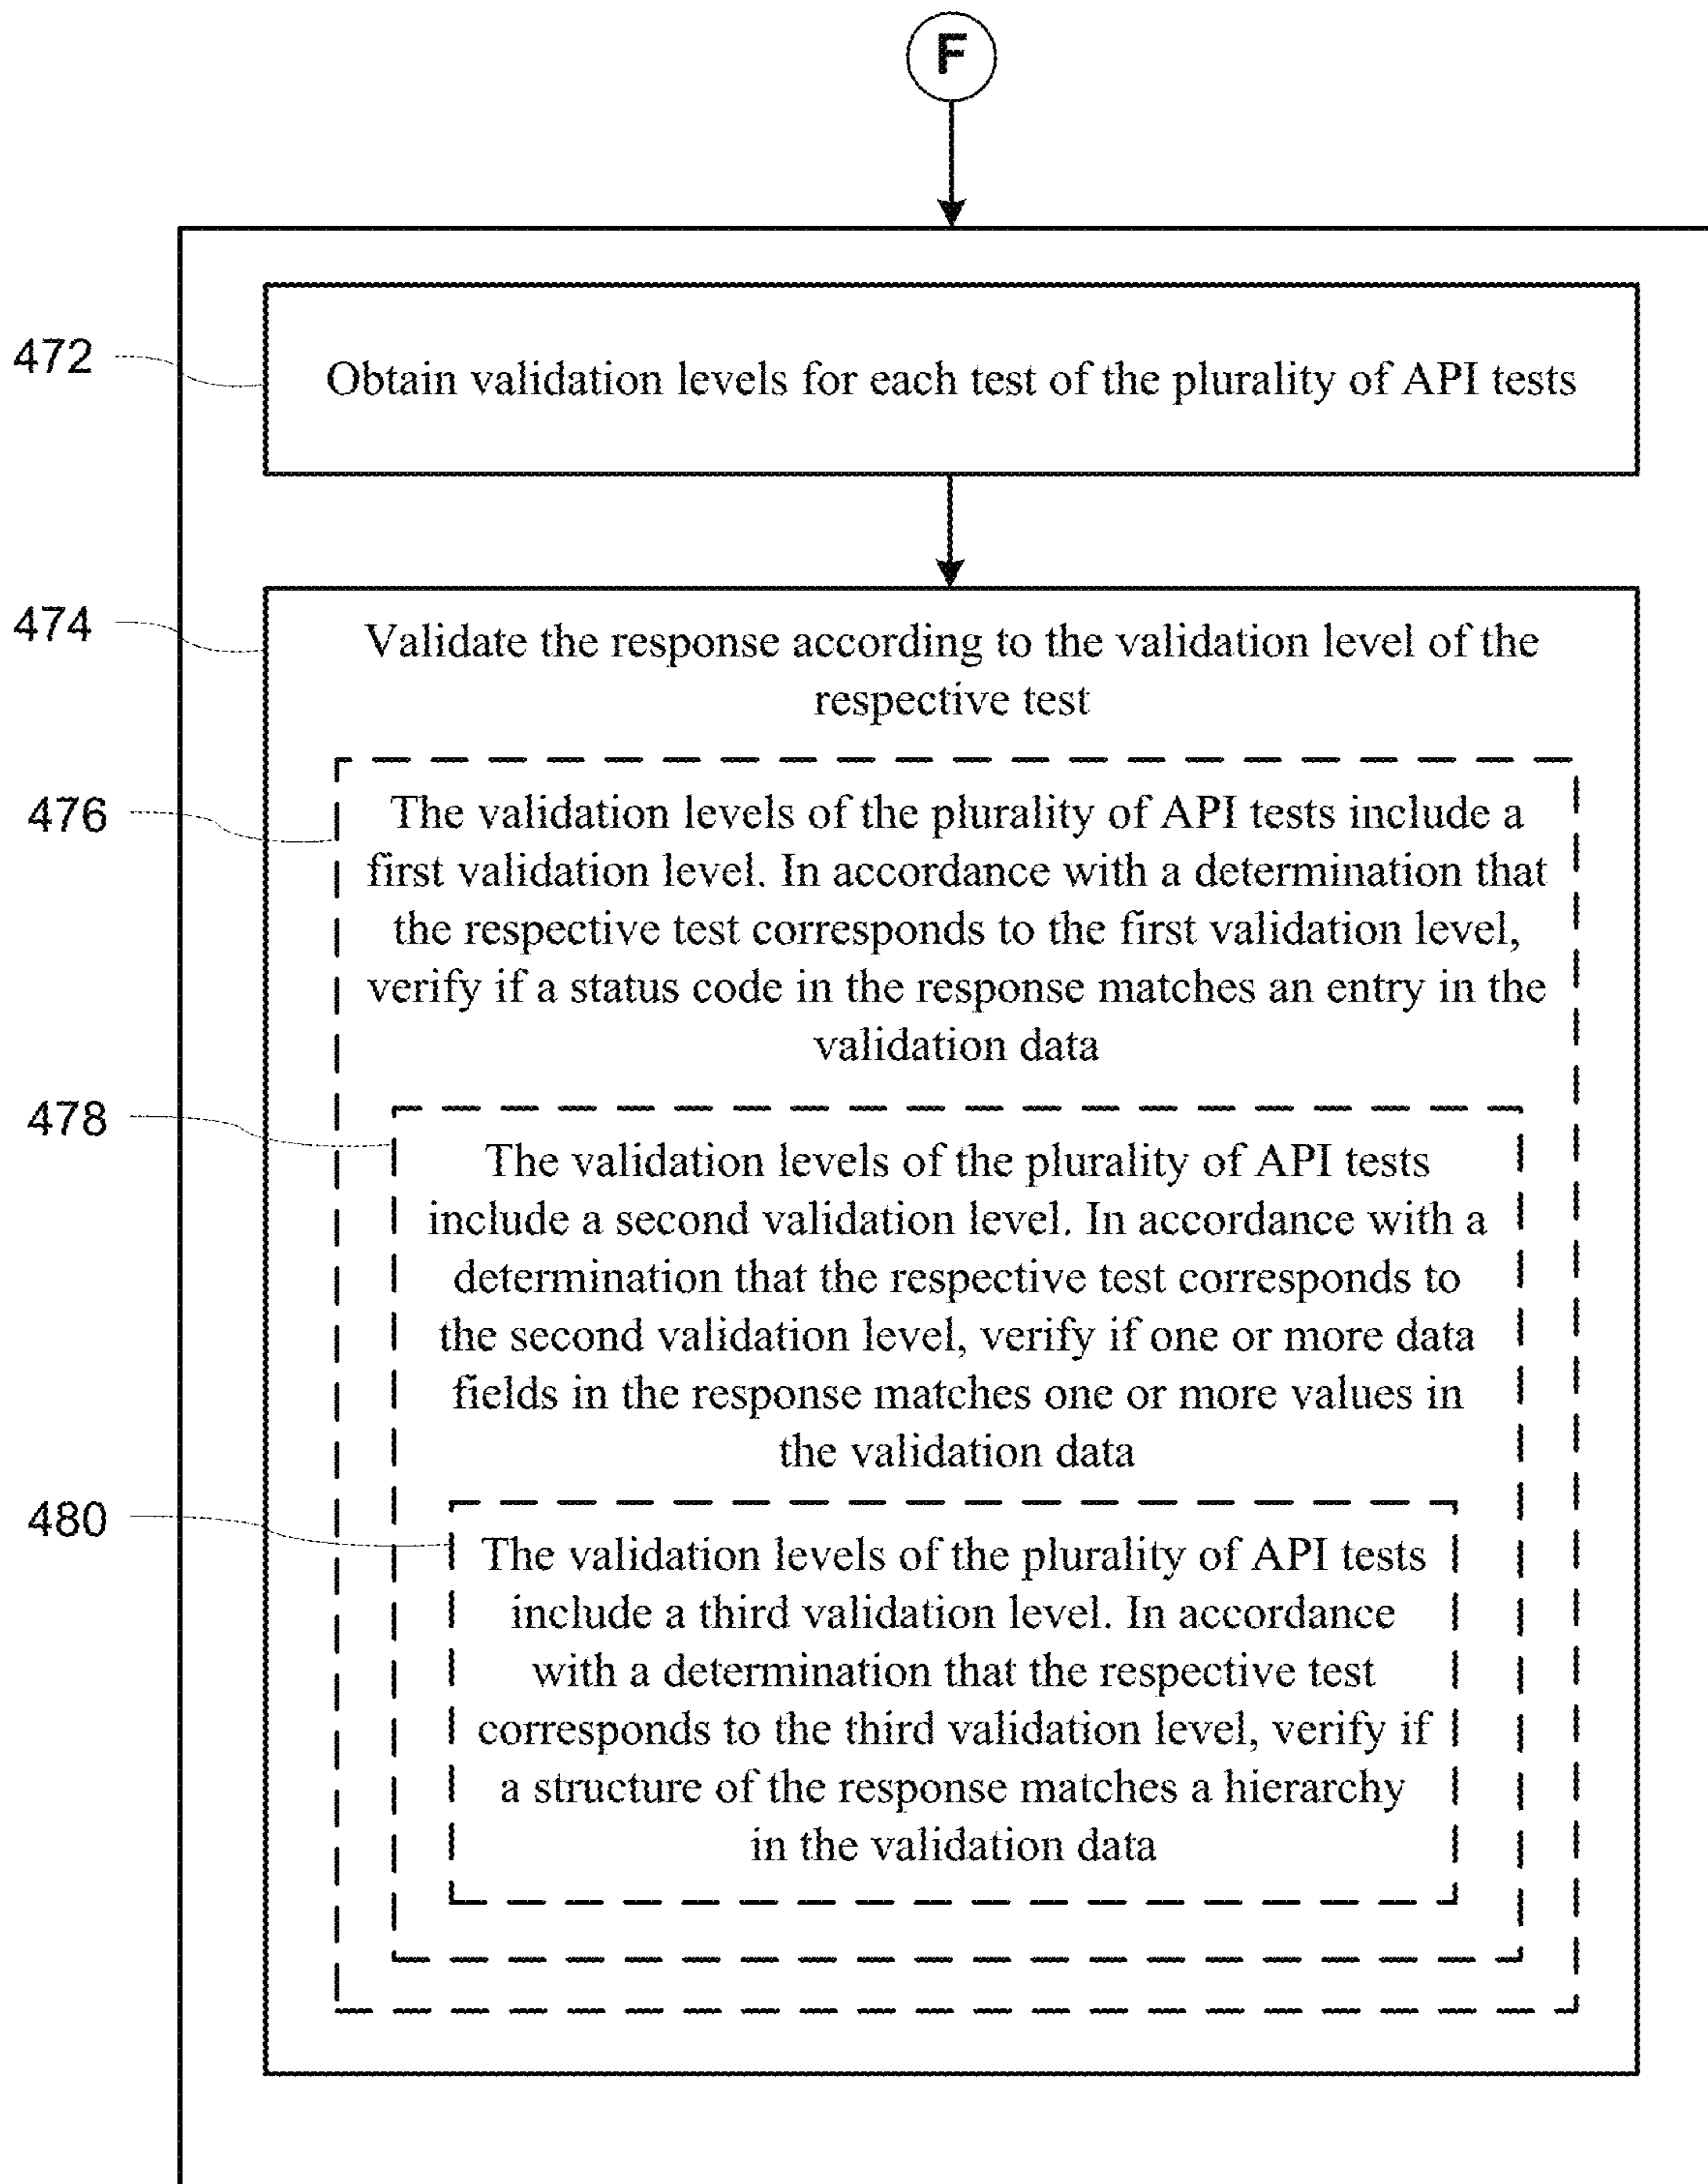 F
472
Obtain validation levels for each test of the plurality of API tests
474
Validate the response according to the validation level of the
respective test
476
The validation levels of the plurality of API tests include a
first validation level. In accordance with a determination that
the respective test corresponds to the first validation level,
verify if a status code in the response matches an entry in the
validation data
478
The validation levels of the plurality of API tests
include a second validation level. In accordance with a
determination that the respective test corresponds to
the second validation level, verify if one or more data
fields in the response matches one or more values in
the validation data
480
The validation levels of the plurality of API tests
include a third validation level. In accordance
with a determination that the respective test
corresponds to the third validation level, verify if
a structure of the response matches a hierarchy
in the validation data